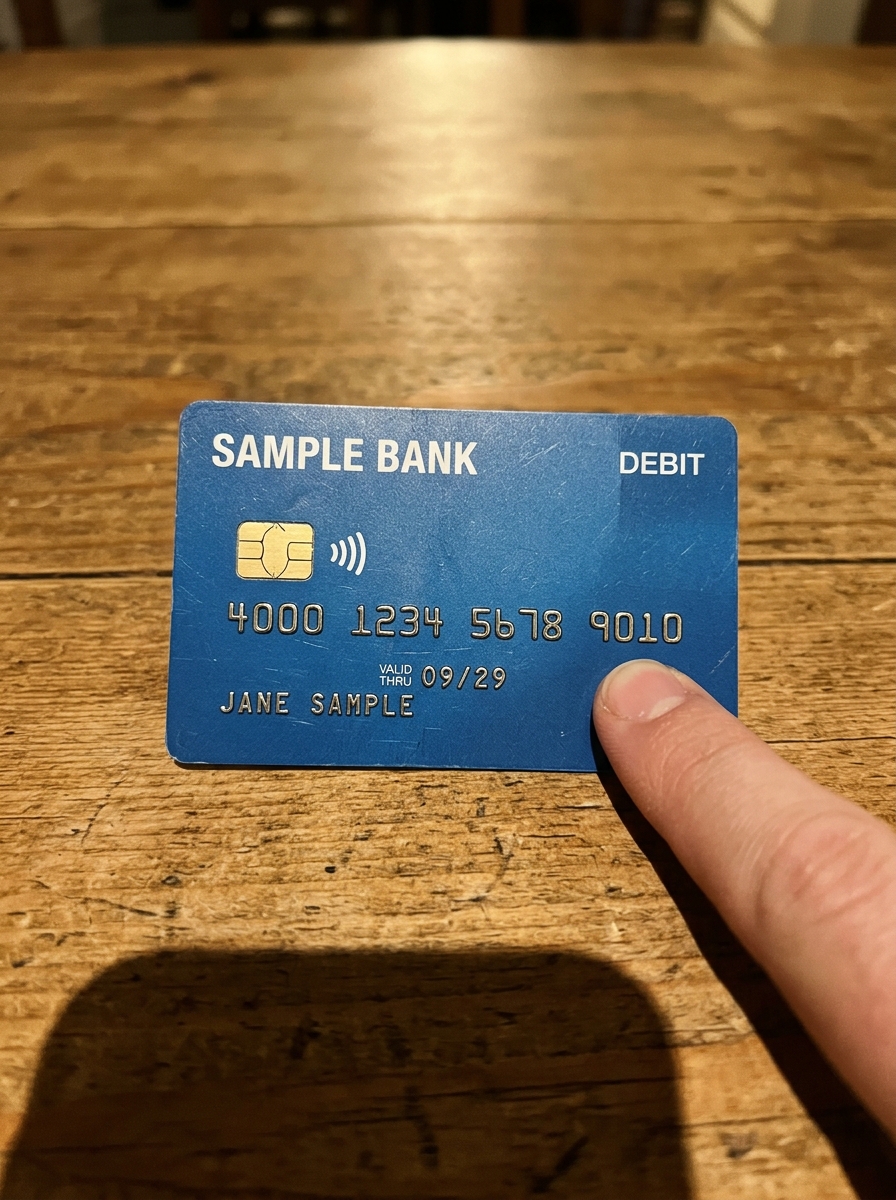 SAMPLE BANK DEBIT
4000 1234 5678 9010
VALID
THRU 09/29
JANE SAMPLE